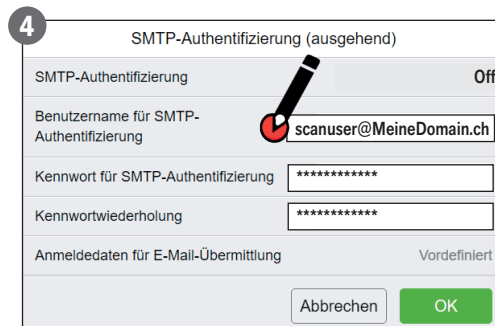 4
SMTP-Authentifizierung (ausgehend)
SMTP-Authentifizierung Off
Benutzername für SMTP-
Authentifizierung scanuser@MeineDomain.ch
Kennwort für SMTP-Authentifizierung ************
Kennwortwiederholung ************
Anmeldedaten für E-Mail-Übermittlung Vordefiniert
Abbrechen OK